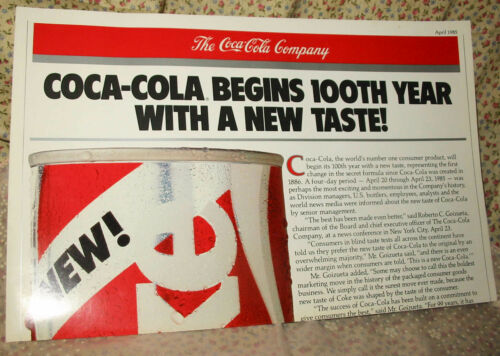 April 1985
The Coca-Cola Company
COCA-COLA BEGINS 100TH YEAR
WITH A NEW TASTE!
NEW!
Coca-Cola, the world's number one consumer product, will
begin its 100th year with a new taste, representing the first
change in the secret formula since Coca-Cola was created in
1886. A four-day period — April 20 through April 23, 1985 — was
perhaps the most exciting and momentous in the Company's history,
as Division managers, U.S. bottlers, employees, analysts and the
world news media were informed about the new taste of Coca-Cola
by senior management.
"The best has been made even better," said Roberto C. Goizueta,
chairman of the Board and chief executive officer of The Coca-Cola
Company, at a news conference in New York City, April 23.
"Consumers in blind taste tests all across the continent have
told us they prefer the new taste of Coca-Cola to the original by an
overwhelming majority," Mr. Goizueta said, "and there is an even
wider margin when consumers are told, 'This is a new Coca-Cola.'"
Mr. Goizueta added, "Some may choose to call this the boldest
marketing move in the history of the packaged consumer goods
business. We simply call it the surest move ever made, because the
new taste of Coke was shaped by the taste of the consumer.
"The success of Coca-Cola has been built on a commitment to
give consumers the best," said Mr. Goizueta. "For 99 years, it has